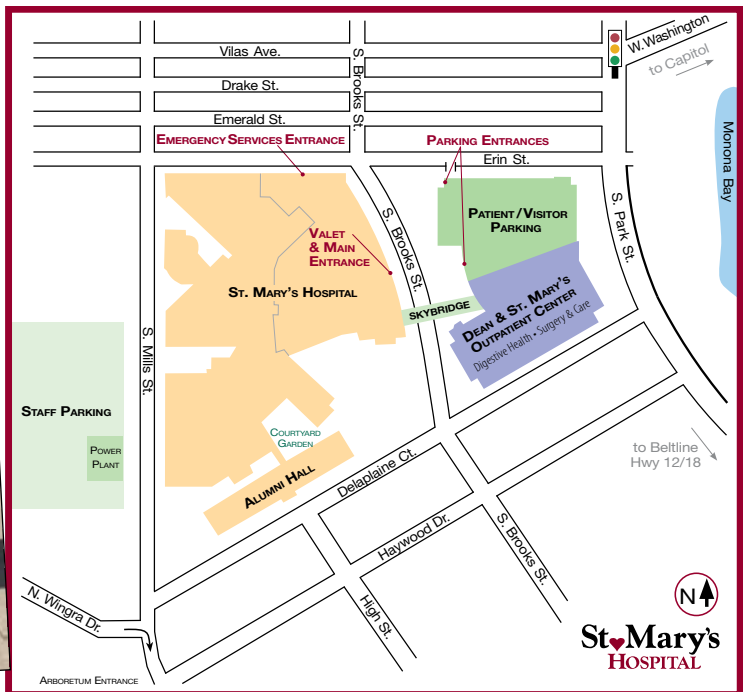 W. Washington
to Capitol
Vilas Ave.
S. Brooks St.
Drake St.
Emerald St.
EMERGENCY SERVICES ENTRANCE
PARKING ENTRANCES
Erin St.
Monona Bay
PATIENT/VISITOR
PARKING
S. Park St.
S. Brooks St.
VALET
& MAIN
ENTRANCE
ST. MARY'S HOSPITAL
SKYBRIDGE
DEAN & ST. MARY'S
OUTPATIENT CENTER
Digestive Health • Surgery & Care
S. Mills St.
STAFF PARKING
POWER
PLANT
COURTYARD
GARDEN
ALUMNI HALL
Delaplaine Ct.
to Beltline
Hwy 12/18
Haywood Dr.
S. Brooks St.
High St.
N. Wingra Dr.
ARBORETUM ENTRANCE
N
St Mary's
HOSPITAL